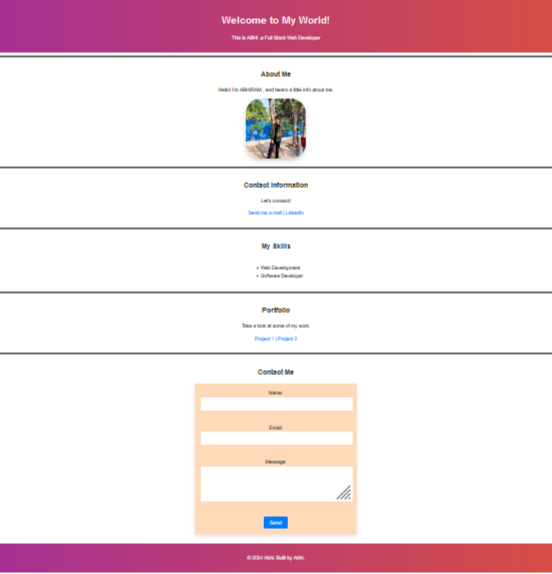 Welcome to My World!
This is ABHI ,a Full Stack Web Developer
About Me
Hello! I'm ABHIRAM , and here's a little info about me.
Contact Information
Let's connect!
Send me a mail | LinkedIn
My Skills
Web Development
Software Developer
Portfolio
Take a look at some of my work.
Project 1 | Project 2
Contact Me
Name:
Email:
Message:
Send
© 2024 Abhi. Built by Abhi.